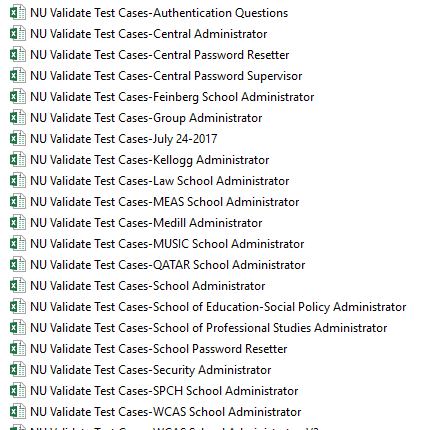 NU Validate Test Cases-Authentication Questions
NU Validate Test Cases-Central Administrator
NU Validate Test Cases-Central Password Resetter
NU Validate Test Cases-Central Password Supervisor
NU Validate Test Cases-Feinberg School Administrator
NU Validate Test Cases-Group Administrator
NU Validate Test Cases-July 24-2017
NU Validate Test Cases-Kellogg Administrator
NU Validate Test Cases-Law School Administrator
NU Validate Test Cases-MEAS School Administrator
NU Validate Test Cases-Medill Administrator
NU Validate Test Cases-MUSIC School Administrator
NU Validate Test Cases-QATAR School Administrator
NU Validate Test Cases-School Administrator
NU Validate Test Cases-School of Education-Social Policy Administrator
NU Validate Test Cases-School of Professional Studies Administrator
NU Validate Test Cases-School Password Resetter
NU Validate Test Cases-Security Administrator
NU Validate Test Cases-SPCH School Administrator
NU Validate Test Cases-WCAS School Administrator